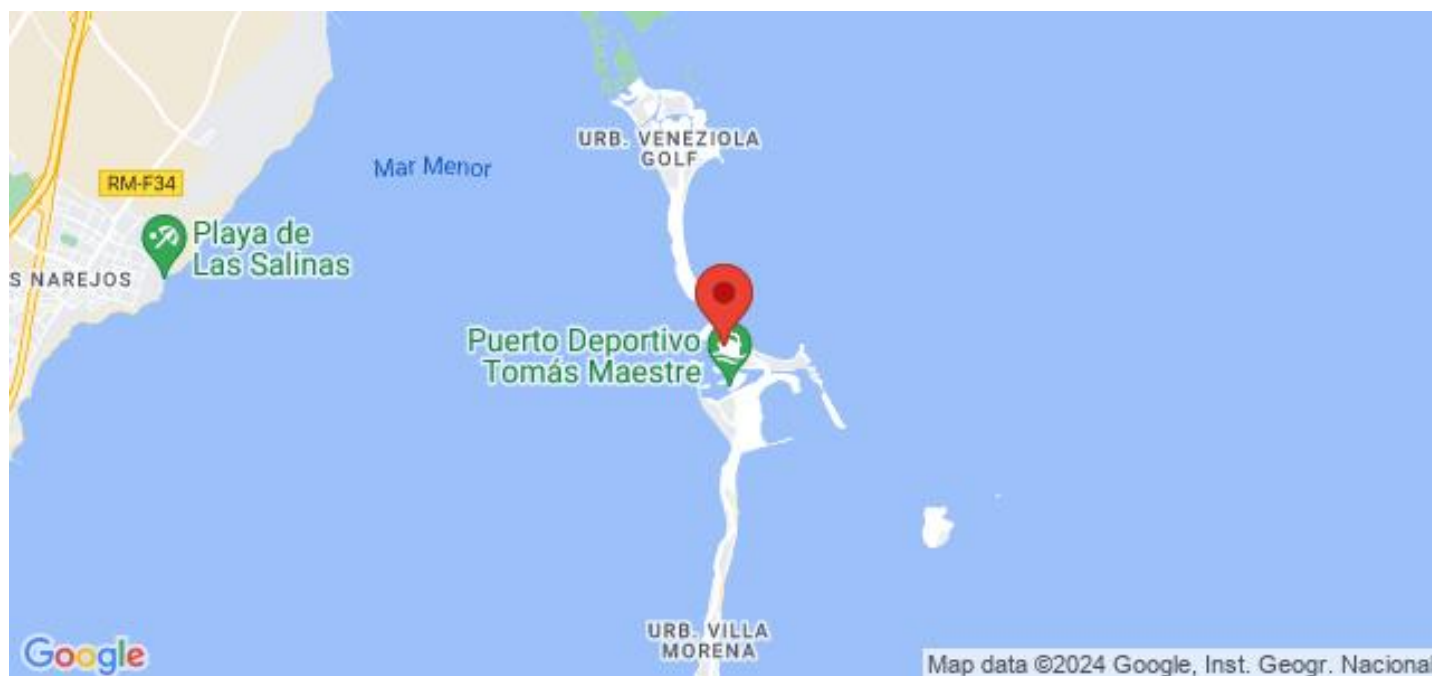 URB. VENEZIOLA
GOLF
Mar Menor
RM-F34
Playa de
Las Salinas
S NAREJOS
Puerto Deportivo
Tomás Maestre
URB. VILLA
MORENA
Google
Map data ©2024 Google, Inst. Geogr. Nacional